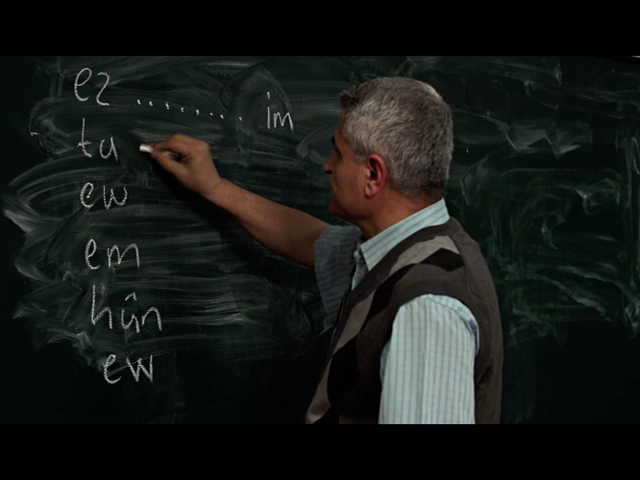 ez ........ im
tu
ew
em
hûn
ew